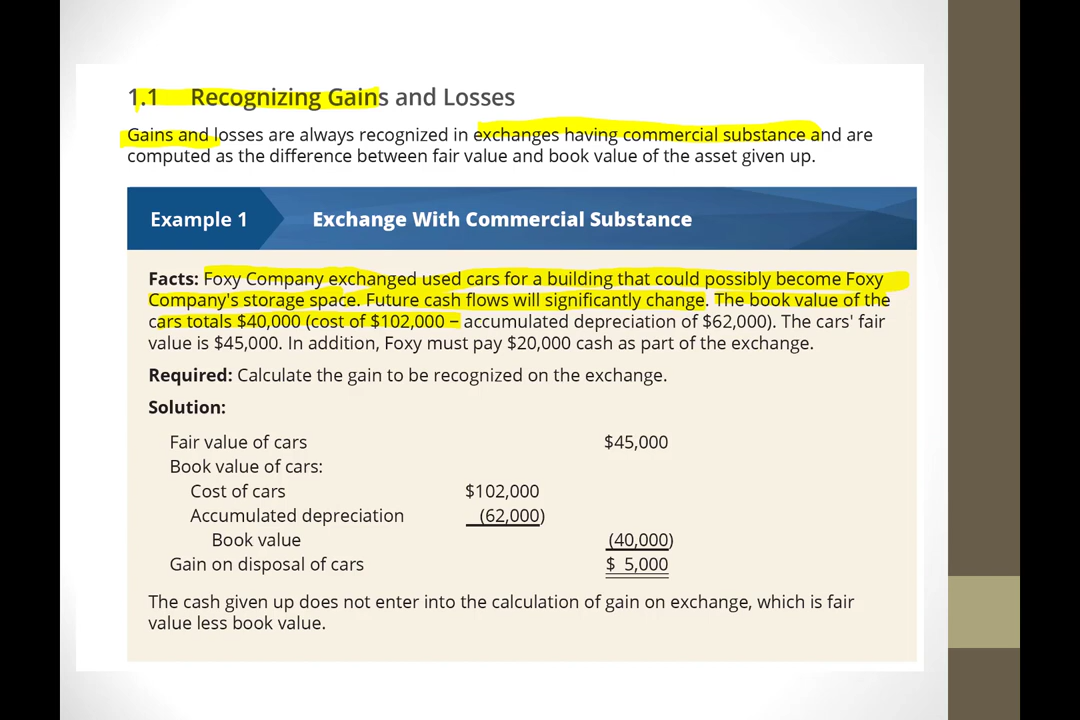 1.1 Recognizing Gains and Losses
Gains and losses are always recognized in exchanges having commercial substance and are
computed as the difference between fair value and book value of the asset given up.
Example 1 Exchange With Commercial Substance
Facts: Foxy Company exchanged used cars for a building that could possibly become Foxy
Company's storage space. Future cash flows will significantly change. The book value of the
cars totals $40,000 (cost of $102,000 – accumulated depreciation of $62,000). The cars' fair
value is $45,000. In addition, Foxy must pay $20,000 cash as part of the exchange.
Required: Calculate the gain to be recognized on the exchange.
Solution:
Fair value of cars $45,000
Book value of cars:
Cost of cars $102,000
Accumulated depreciation (62,000)
Book value (40,000)
Gain on disposal of cars $ 5,000
The cash given up does not enter into the calculation of gain on exchange, which is fair
value less book value.